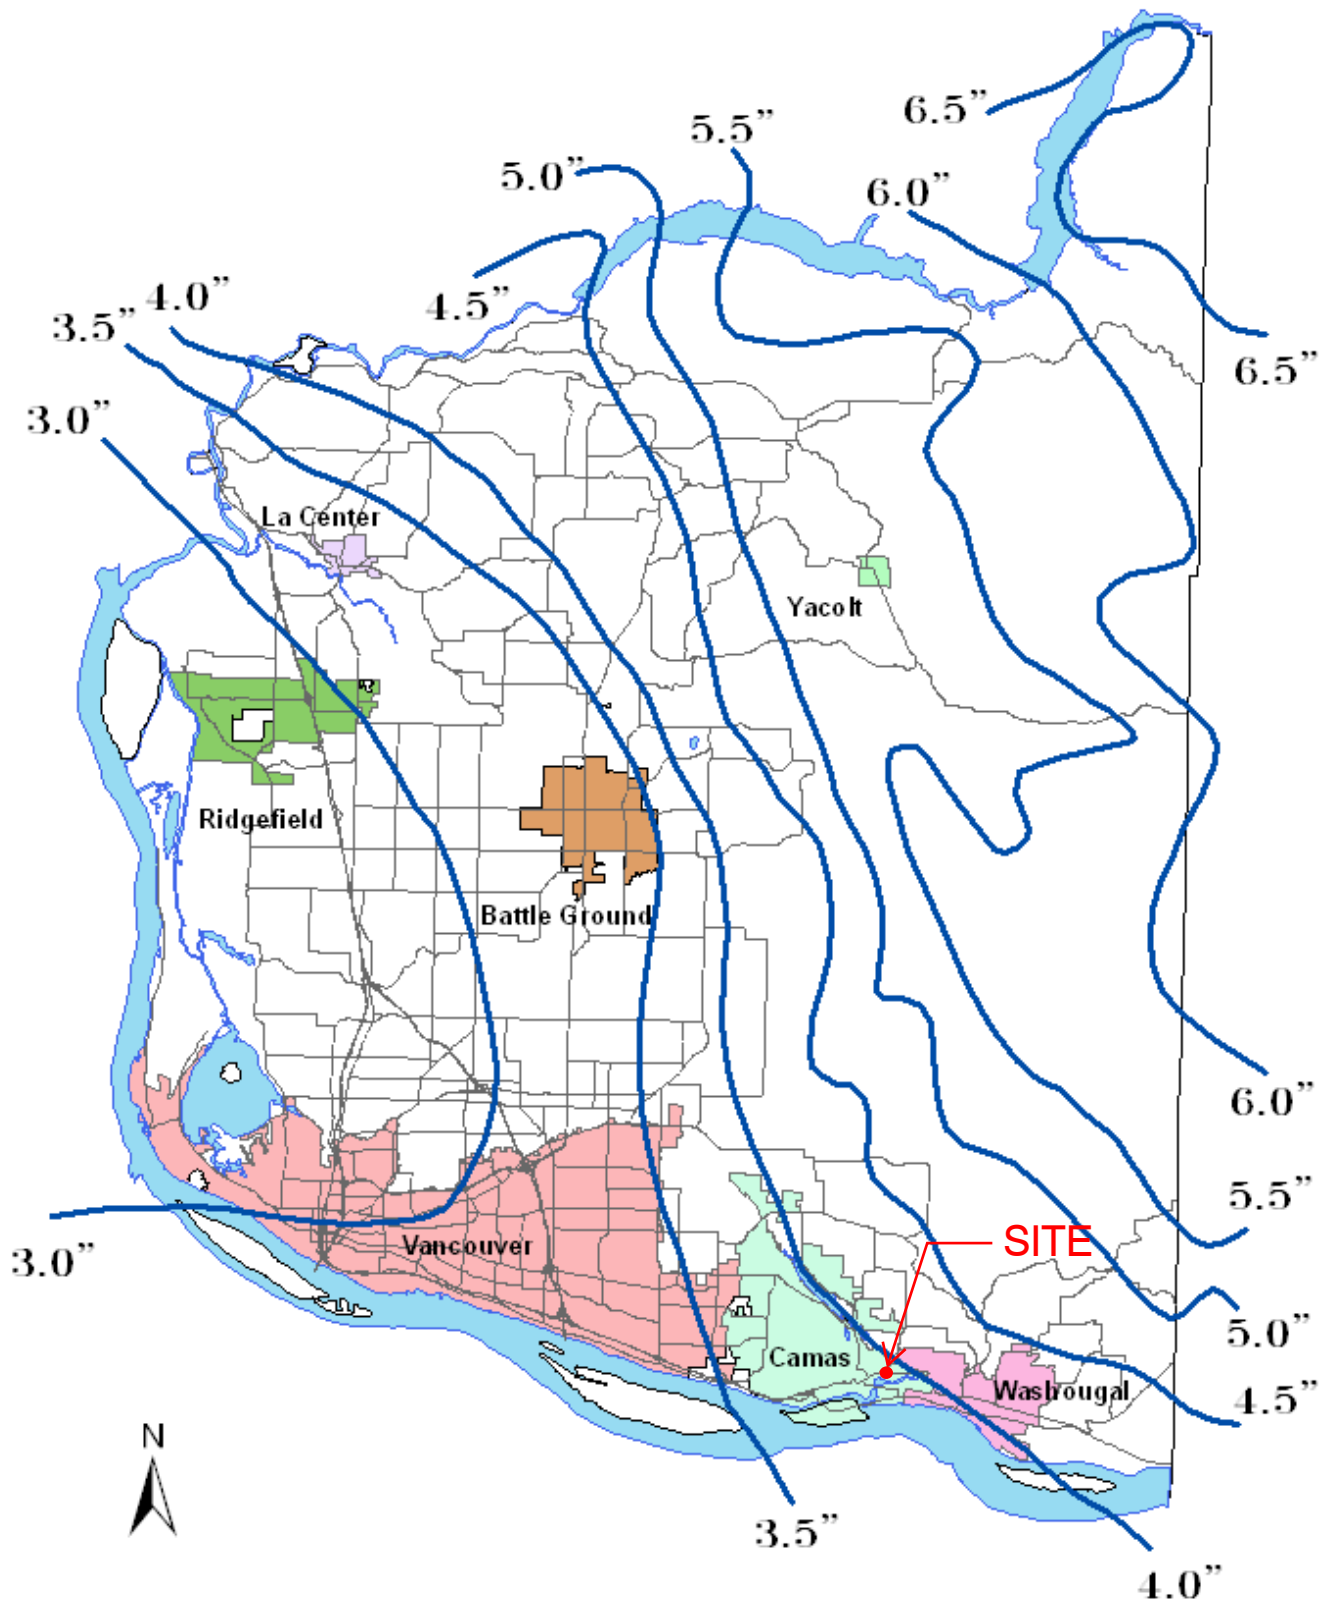 6.5”
5.5”
5.0”
6.0”
4.0”
4.5”
3.5”
6.5”
3.0”
La Center
Yacolt
Ridgefield
Battle Ground
6.0”
5.5”
SITE
Vancouver
3.0”
5.0”
Camas
Washougal
4.5”
N
3.5”
4.0”